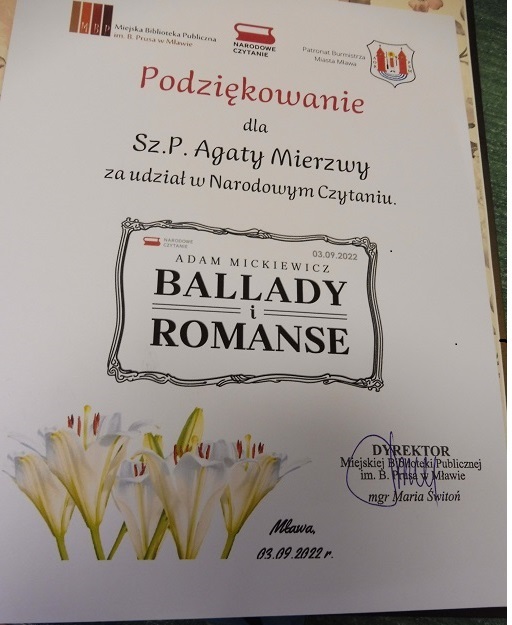 MBP
Miejska Biblioteka Publiczna
im. B. Prusa w Mławie
NARODOWE
CZYTANIE
Patronat Burmistrza
Miasta Mława
Podziękowanie
dla
Sz.P. Agaty Mierzwy
za udział w Narodowym Czytaniu.
NARODOWE
CZYTANIE
03.09.2022
ADAM MICKIEWICZ
BALLADY
i
ROMANSE
DYREKTOR
Miejskiej Biblioteki Publicznej
im. B. Prusa w Mławie
mgr Maria Świtoń
Mława,
03.09.2022 r.